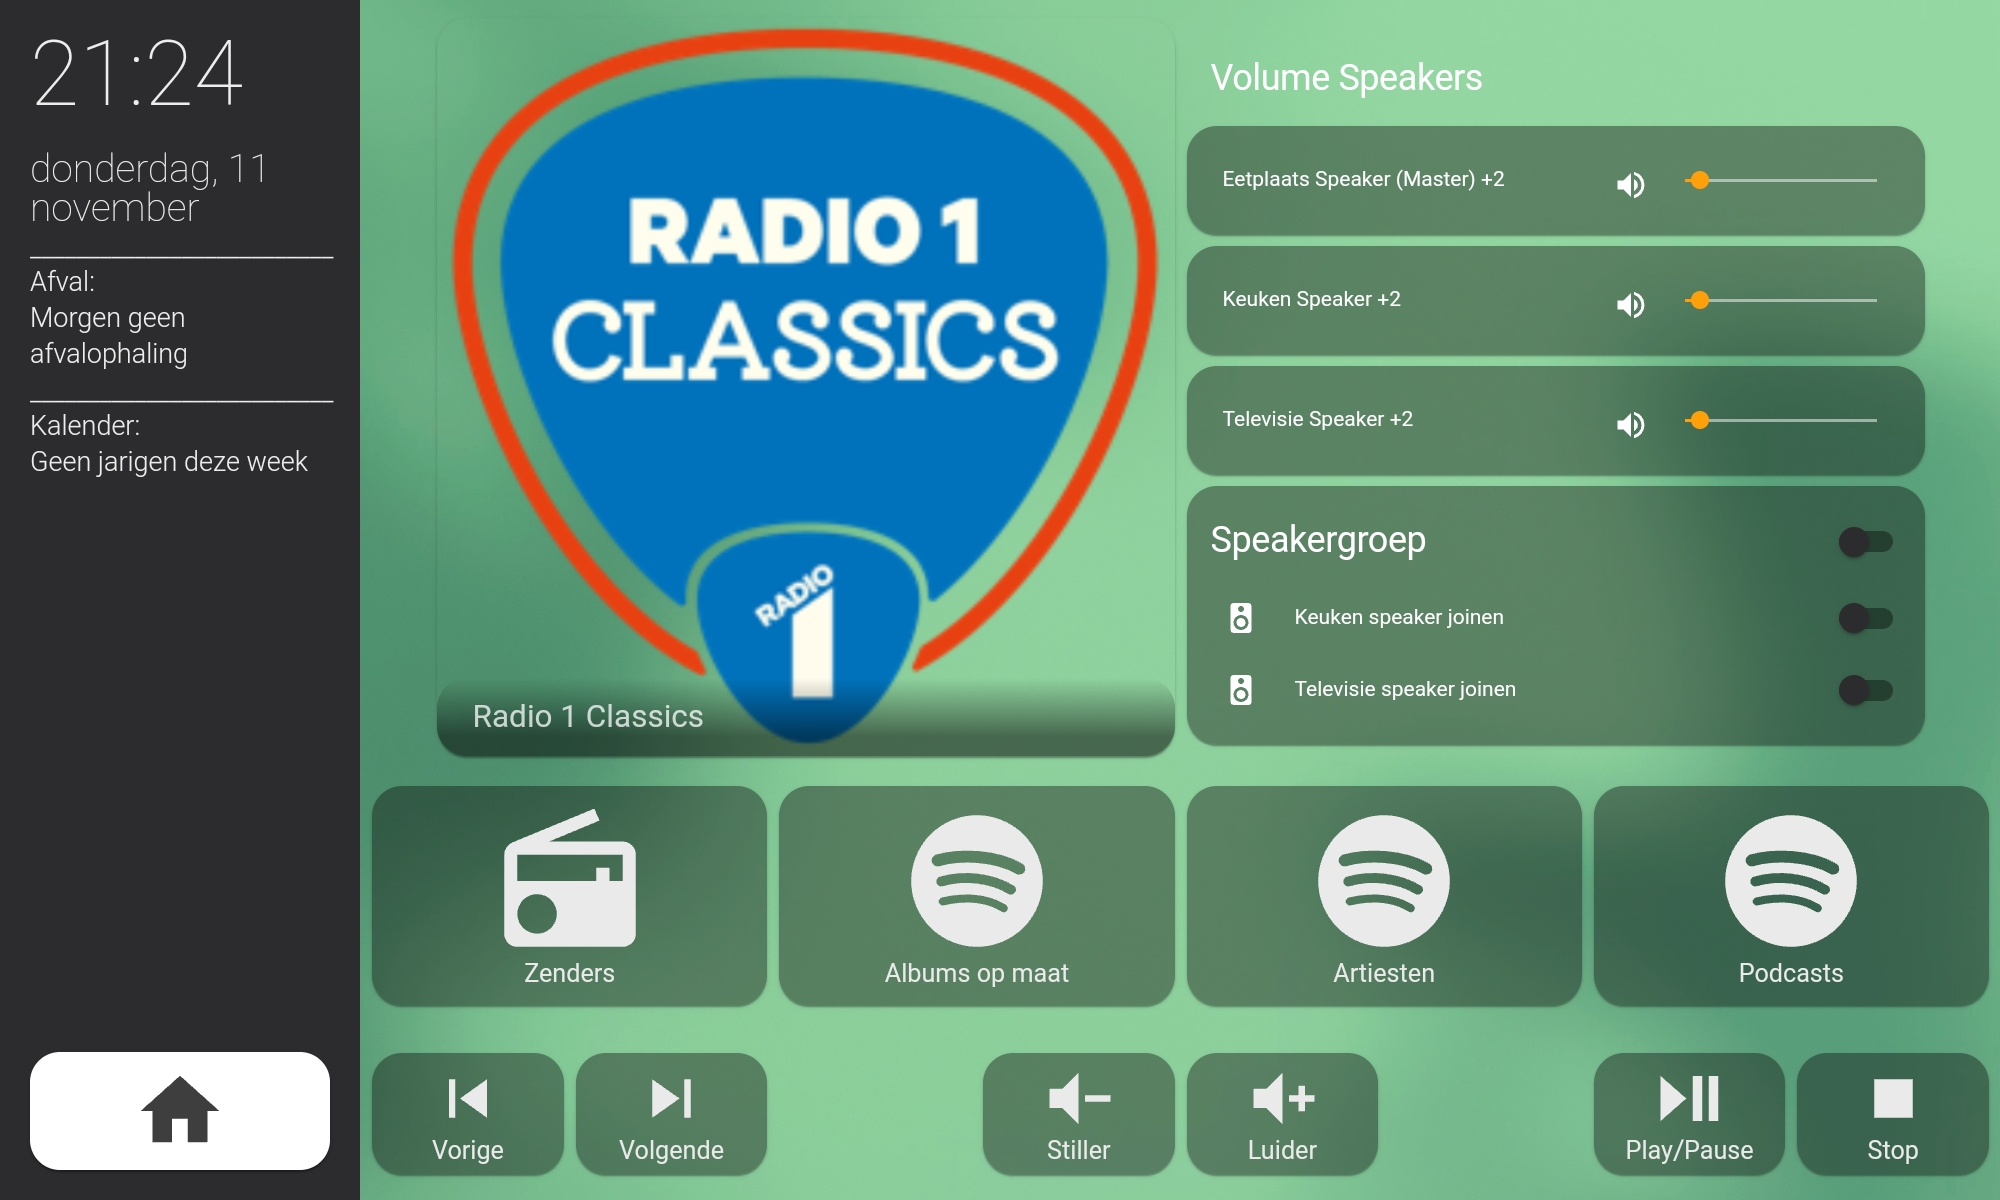 21:24
donderdag, 11
november
Afval:
Morgen geen
afvalophaling
Kalender:
Geen jarigen deze week
RADIO 1
CLASSICS
RADIO
1
Radio 1 Classics
Volume Speakers
Eetplaats Speaker (Master) +2
Keuken Speaker +2
Televisie Speaker +2
Speakergroep
Keuken speaker joinen
Televisie speaker joinen
Zenders
Albums op maat
Artiesten
Podcasts
Vorige
Volgende
Stiller
Luider
Play/Pause
Stop